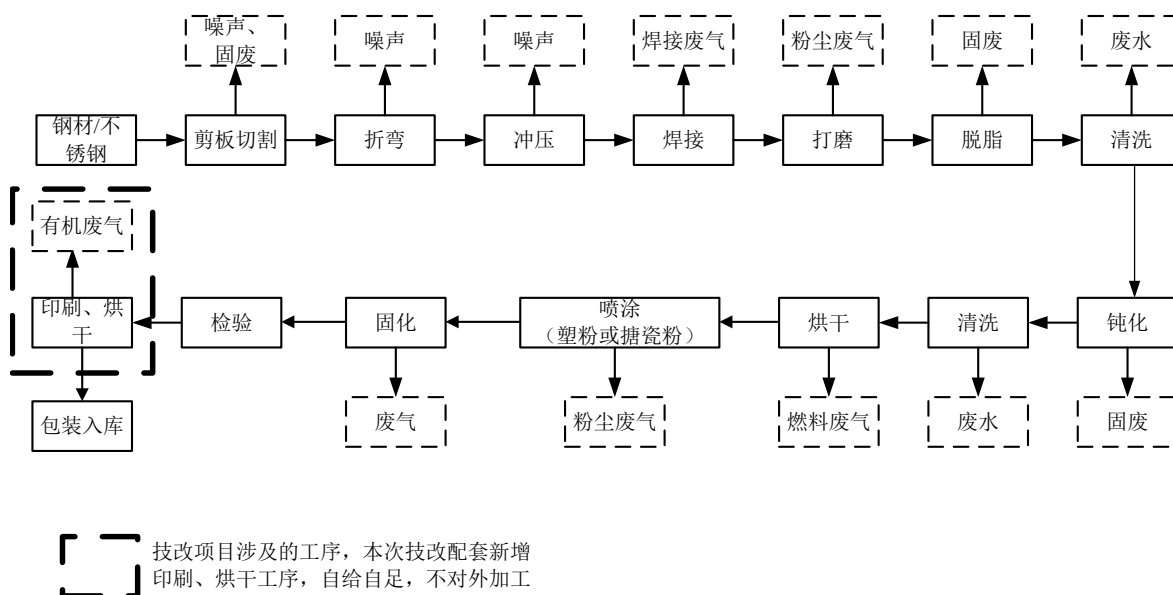 噪声、
固废
噪声
噪声
焊接废气
粉尘废气
固废
废水
钢材/不
锈钢
剪板切割
折弯
冲压
焊接
打磨
脱脂
清洗
有机废气
印刷、烘
干
检验
固化
喷涂
（塑粉或搪瓷粉）
烘干
清洗
钝化
包装入库
废气
粉尘废气
燃料废气
废水
固废
技改项目涉及的工序，本次技改配套新增
印刷、烘干工序，自给自足，不对外加工